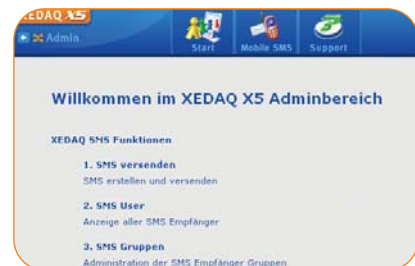 XEDAQ X5
Admin
Start
Mobile SMS
Support
Willkommen im XEDAQ X5 Adminbereich
XEDAQ SMS Funktionen
1. SMS versenden
SMS erstellen und versenden
2. SMS User
Anzeige aller SMS Empfänger
3. SMS Gruppen
Administration der SMS Empfänger Gruppen